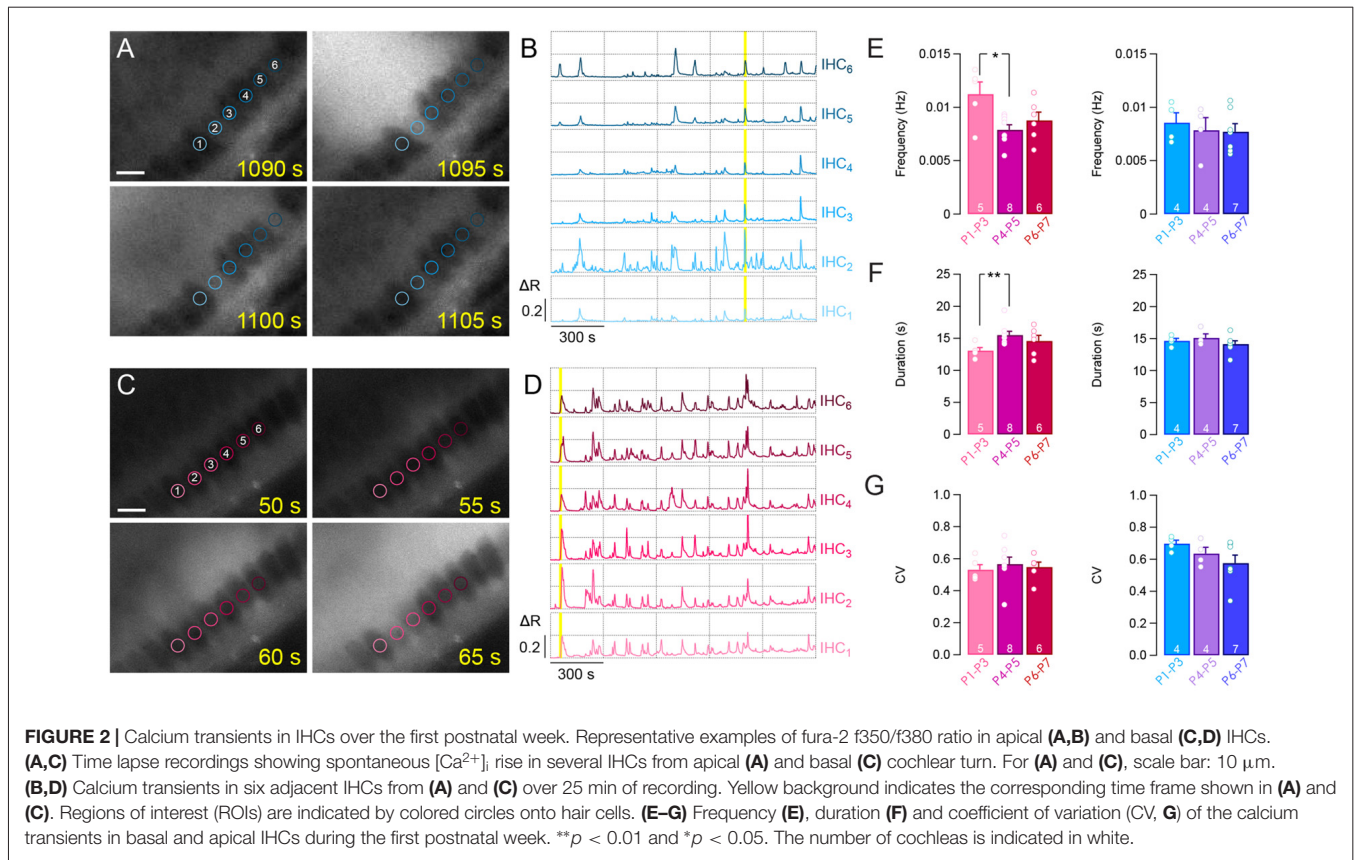 A
1
2
3
4
5
6
1090 s
1095 s
1100 s
1105 s
B
IHC6
IHC5
IHC4
IHC3
IHC2
IHC1
ΔR
0.2
300 s
C
1
2
3
4
5
6
50 s
55 s
60 s
65 s
D
IHC6
IHC5
IHC4
IHC3
IHC2
IHC1
ΔR
0.2
300 s
E
Frequency (Hz)
0.015
0.01
0.005
0
*
5 8 6
P1-P3 P4-P5 P6-P7
Frequency (Hz)
0.015
0.01
0.005
0
4 4 7
P1-P3 P4-P5 P6-P7
F
Duration (s)
25
20
15
10
5
0
**
5 8 6
P1-P3 P4-P5 P6-P7
Duration (s)
25
20
15
10
5
0
4 4 7
P1-P3 P4-P5 P6-P7
G
CV
1.0
0.8
0.6
0.4
0.2
0.0
5 8 6
P1-P3 P4-P5 P6-P7
CV
1.0
0.8
0.6
0.4
0.2
0.0
4 4 7
P1-P3 P4-P5 P6-P7
FIGURE 2 | Calcium transients in IHCs over the first postnatal week. Representative examples of fura-2 f350/f380 ratio in apical (A,B) and basal (C,D) IHCs.
(A,C) Time lapse recordings showing spontaneous [Ca2+]i rise in several IHCs from apical (A) and basal (C) cochlear turn. For (A) and (C), scale bar: 10 μm.
(B,D) Calcium transients in six adjacent IHCs from (A) and (C) over 25 min of recording. Yellow background indicates the corresponding time frame shown in (A) and
(C). Regions of interest (ROIs) are indicated by colored circles onto hair cells. (E–G) Frequency (E), duration (F) and coefficient of variation (CV, G) of the calcium
transients in basal and apical IHCs during the first postnatal week. **p < 0.01 and *p < 0.05. The number of cochleas is indicated in white.